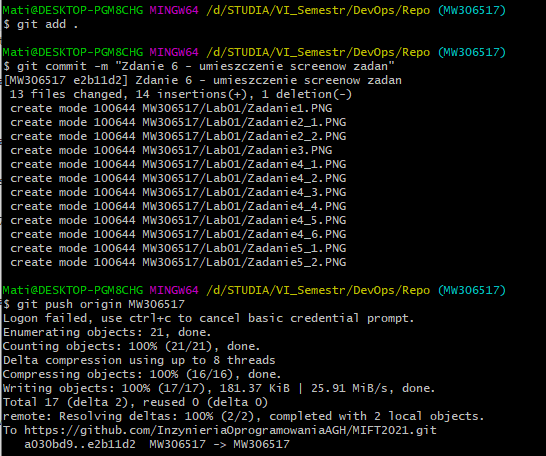 Mati@DESKTOP-PGM8CHG MINGW64 /d/STUDIA/VI_Semestr/DevOps/Repo (MW306517)
$ git add .

Mati@DESKTOP-PGM8CHG MINGW64 /d/STUDIA/VI_Semestr/DevOps/Repo (MW306517)
$ git commit -m "Zdanie 6 - umieszczenie screenow zadan"
[MW306517 e2b11d2] Zdanie 6 - umieszczenie screenow zadan
 13 files changed, 14 insertions(+), 1 deletion(-)
 create mode 100644 MW306517/Lab01/Zadanie1.PNG
 create mode 100644 MW306517/Lab01/Zadanie2_1.PNG
 create mode 100644 MW306517/Lab01/Zadanie2_2.PNG
 create mode 100644 MW306517/Lab01/Zadanie3.PNG
 create mode 100644 MW306517/Lab01/Zadanie4_1.PNG
 create mode 100644 MW306517/Lab01/Zadanie4_2.PNG
 create mode 100644 MW306517/Lab01/Zadanie4_3.PNG
 create mode 100644 MW306517/Lab01/Zadanie4_4.PNG
 create mode 100644 MW306517/Lab01/Zadanie4_5.PNG
 create mode 100644 MW306517/Lab01/Zadanie4_6.PNG
 create mode 100644 MW306517/Lab01/Zadanie5_1.PNG
 create mode 100644 MW306517/Lab01/Zadanie5_2.PNG

Mati@DESKTOP-PGM8CHG MINGW64 /d/STUDIA/VI_Semestr/DevOps/Repo (MW306517)
$ git push origin MW306517
Logon failed, use ctrl+c to cancel basic credential prompt.
Enumerating objects: 21, done.
Counting objects: 100% (21/21), done.
Delta compression using up to 8 threads
Compressing objects: 100% (16/16), done.
Writing objects: 100% (17/17), 181.37 KiB | 25.91 MiB/s, done.
Total 17 (delta 2), reused 0 (delta 0)
remote: Resolving deltas: 100% (2/2), completed with 2 local objects.
To https://github.com/InzynieriaOprogramowaniaAGH/MIFT2021.git
   a030bd9..e2b11d2  MW306517 -> MW306517